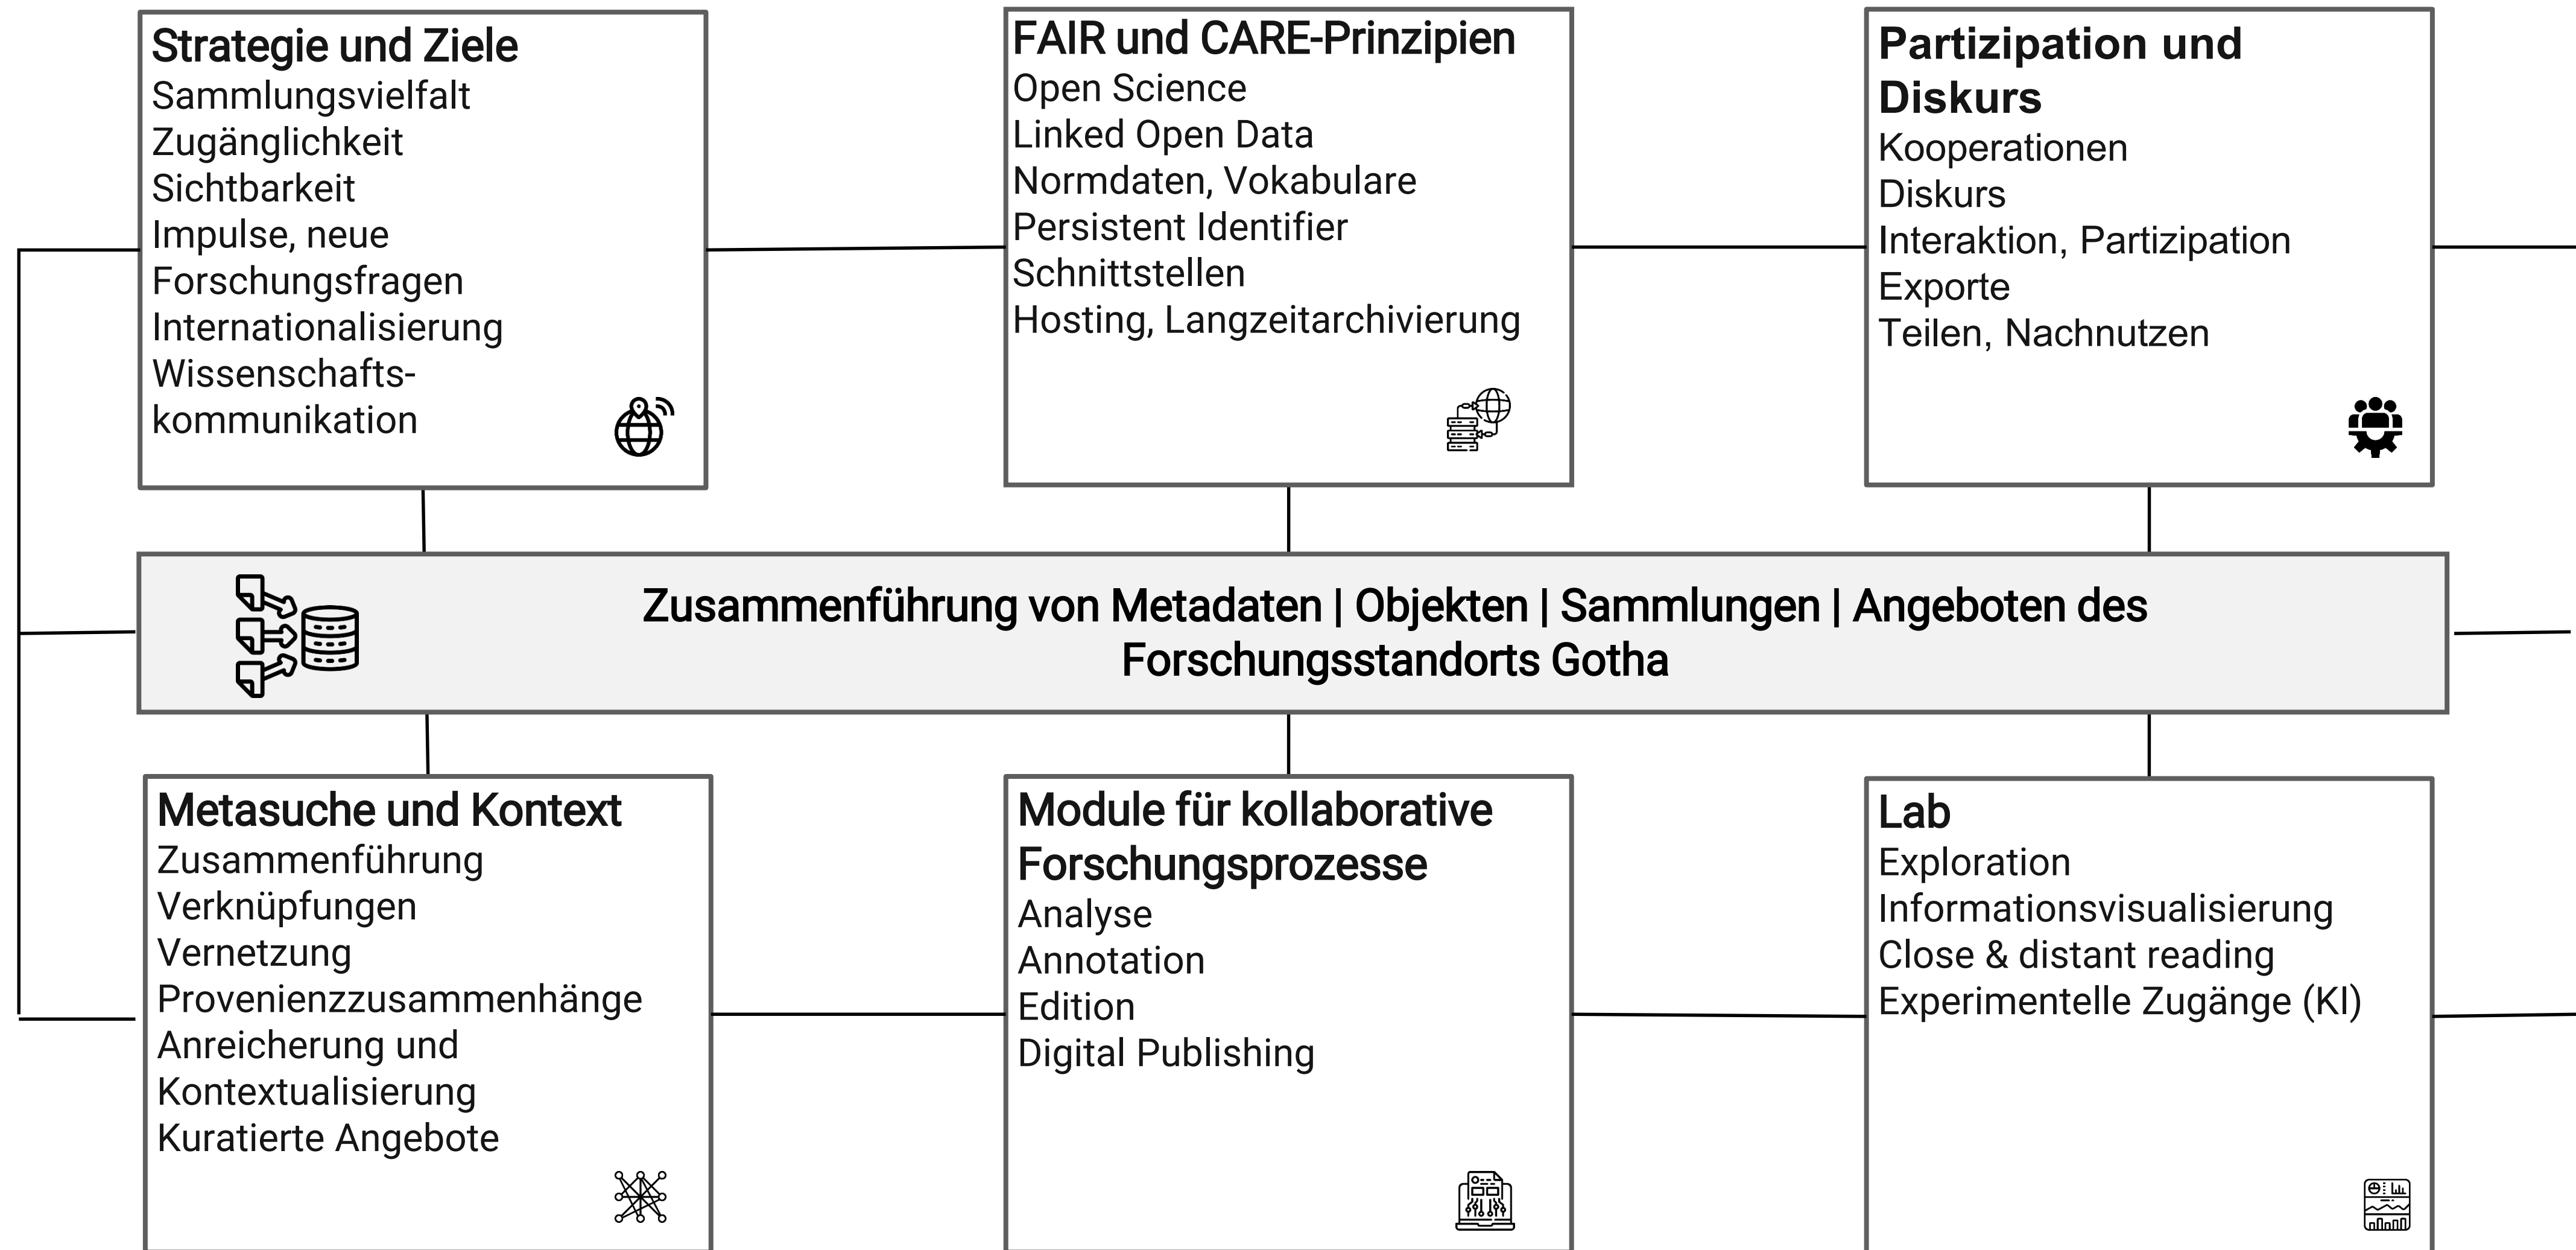 Strategie und Ziele
Sammlungsvielfalt
Zugänglichkeit
Sichtbarkeit
Impulse, neue
Forschungsfragen
Internationalisierung
Wissenschafts-
kommunikation
FAIR und CARE-Prinzipien
Open Science
Linked Open Data
Normdaten, Vokabulare
Persistent Identifier
Schnittstellen
Hosting, Langzeitarchivierung
Partizipation und
Diskurs
Kooperationen
Diskurs
Interaktion, Partizipation
Exporte
Teilen, Nachnutzen
Zusammenführung von Metadaten | Objekten | Sammlungen | Angeboten des
Forschungsstandorts Gotha
Metasuche und Kontext
Zusammenführung
Verknüpfungen
Vernetzung
Provenienzzusammenhänge
Anreicherung und
Kontextualisierung
Kuratierte Angebote
Module für kollaborative
Forschungsprozesse
Analyse
Annotation
Edition
Digital Publishing
Lab
Exploration
Informationsvisualisierung
Close & distant reading
Experimentelle Zugänge (KI)